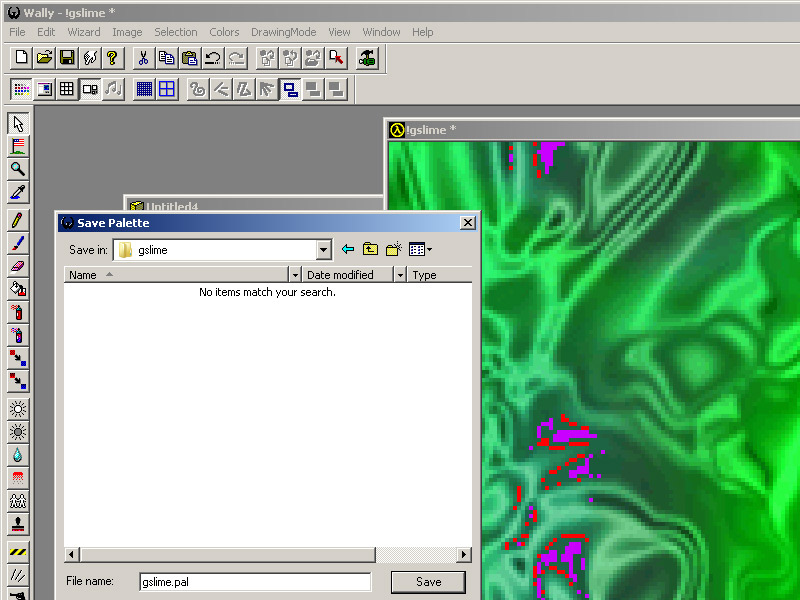 Wally - !gslime *
File Edit Wizard Image Selection Colors DrawingMode View Window Help
!gslime *
Untitled4
Save Palette
Save in: gslime
Name Date modified Type
No items match your search.
File name: gslime.pal Save